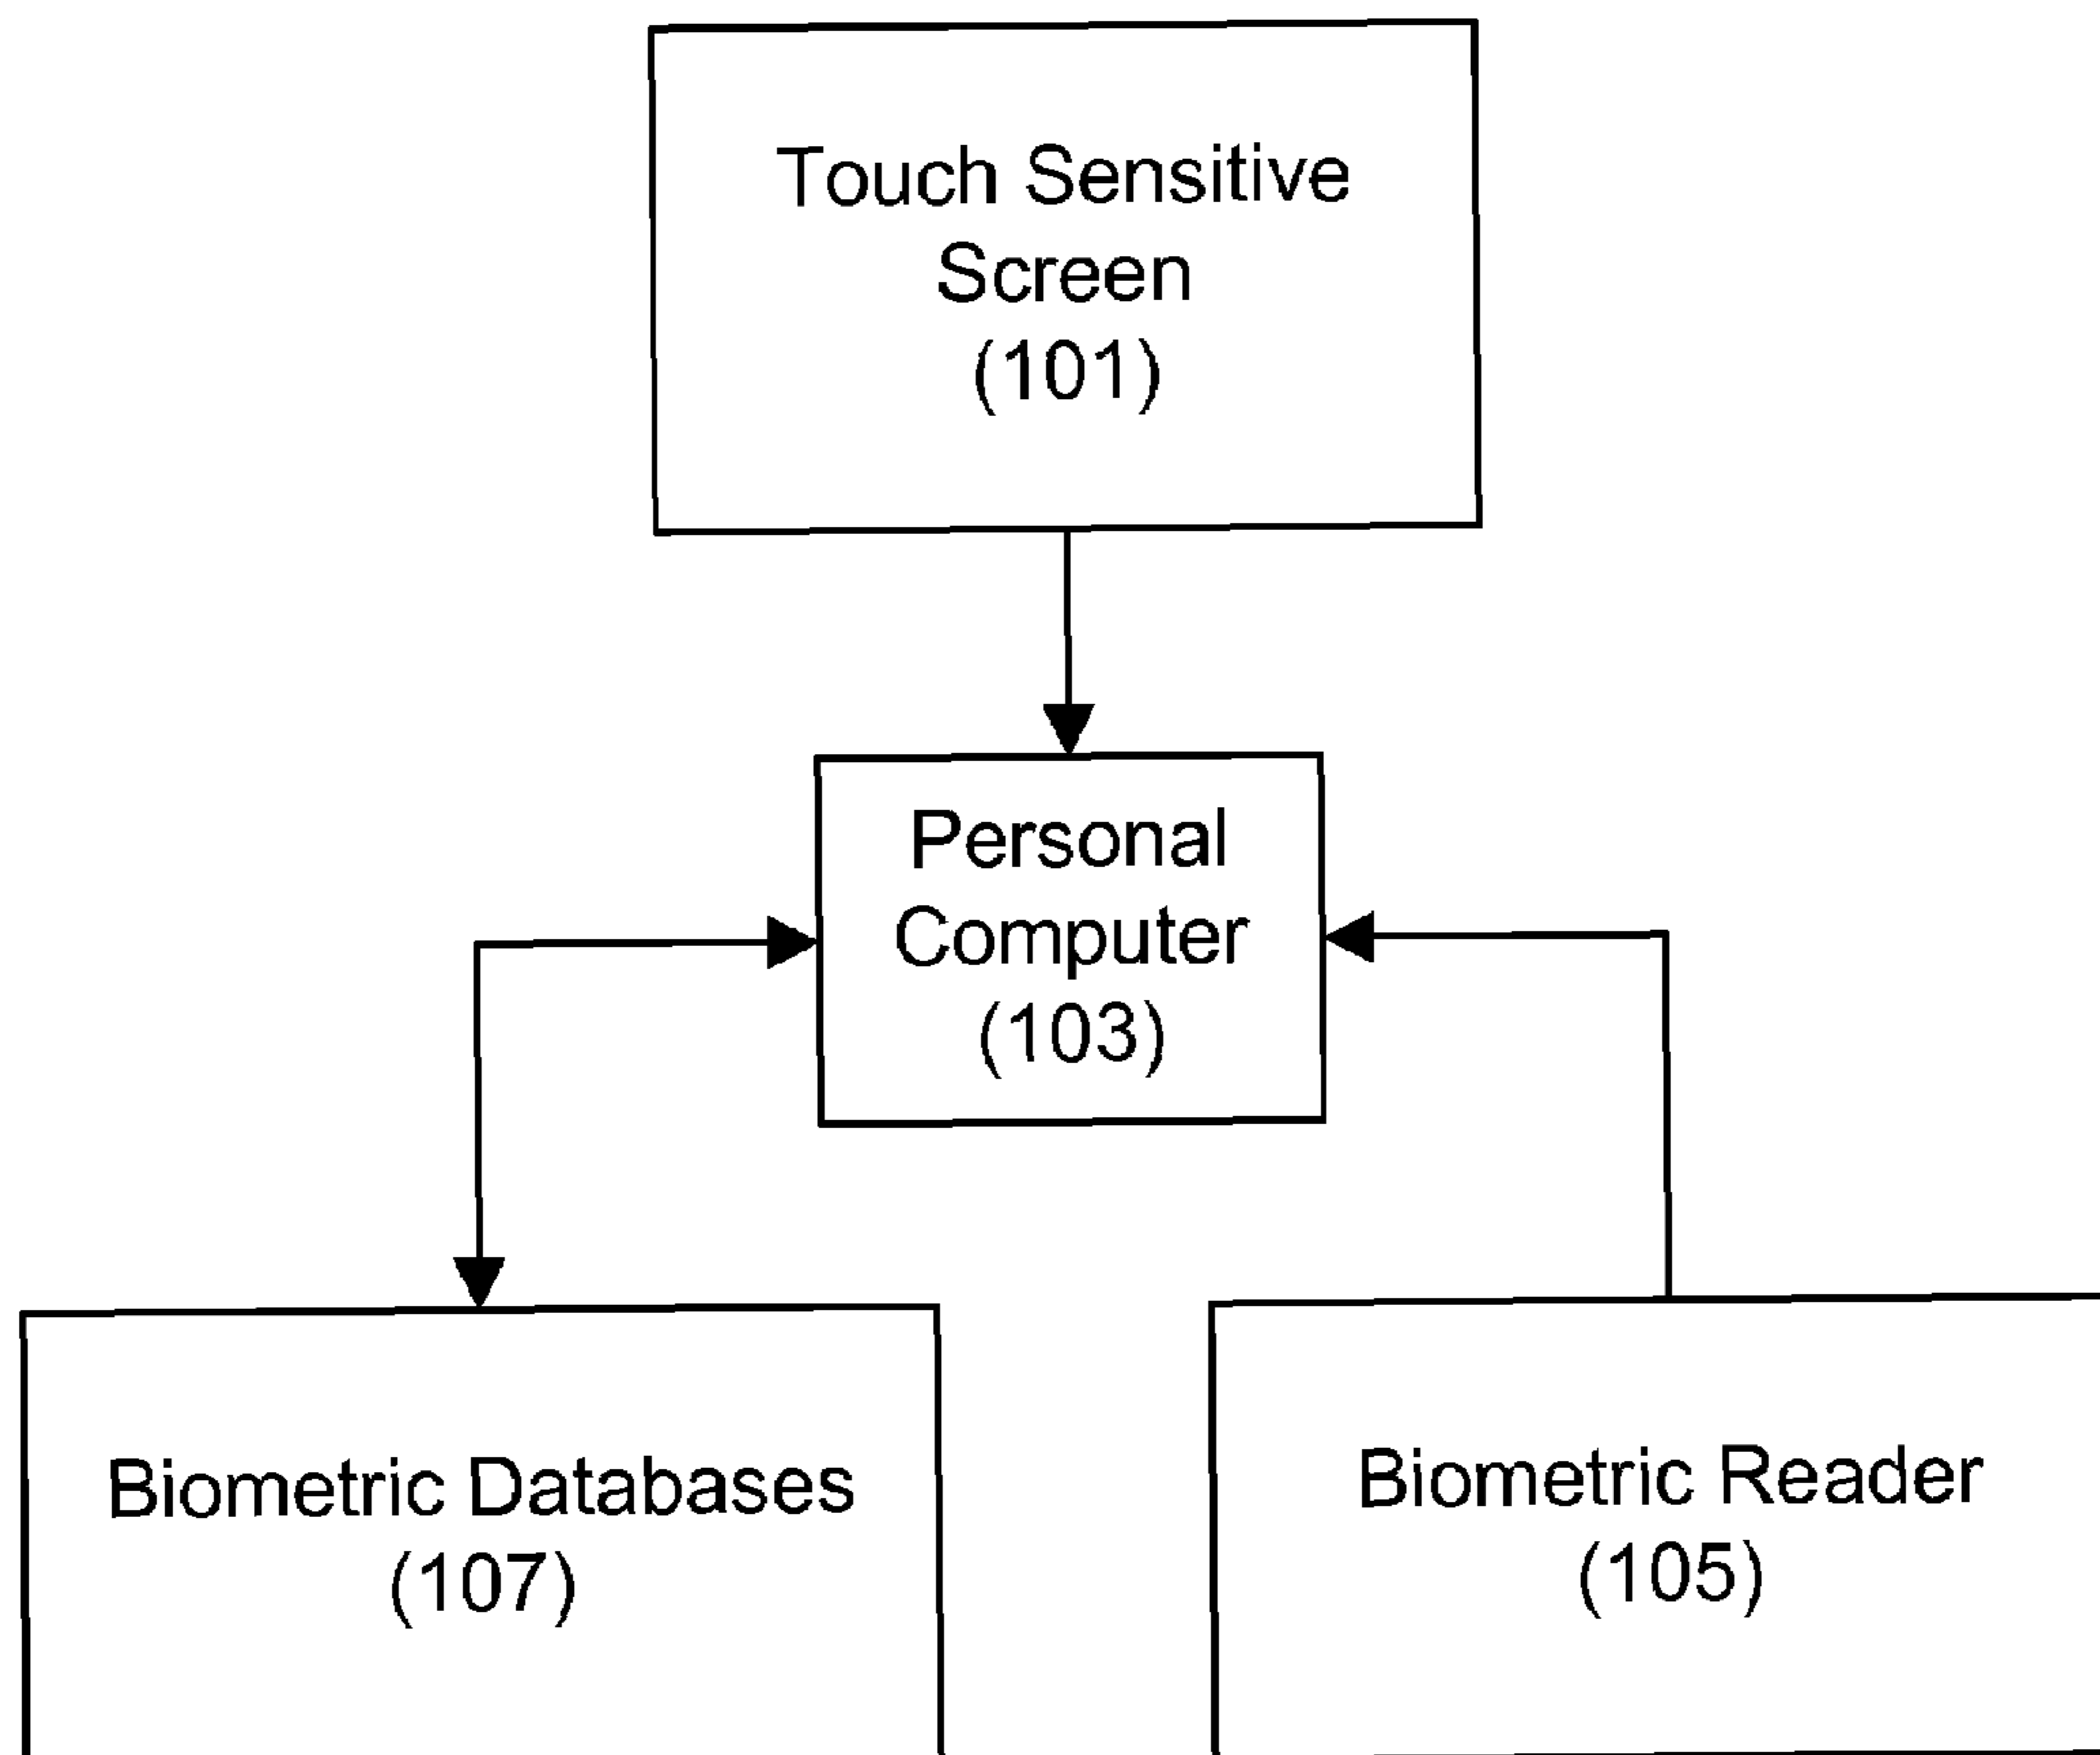 Touch Sensitive
Screen
(101)
Personal
Computer
(103)
Biometric Databases
(107)
Biometric Reader
(105)